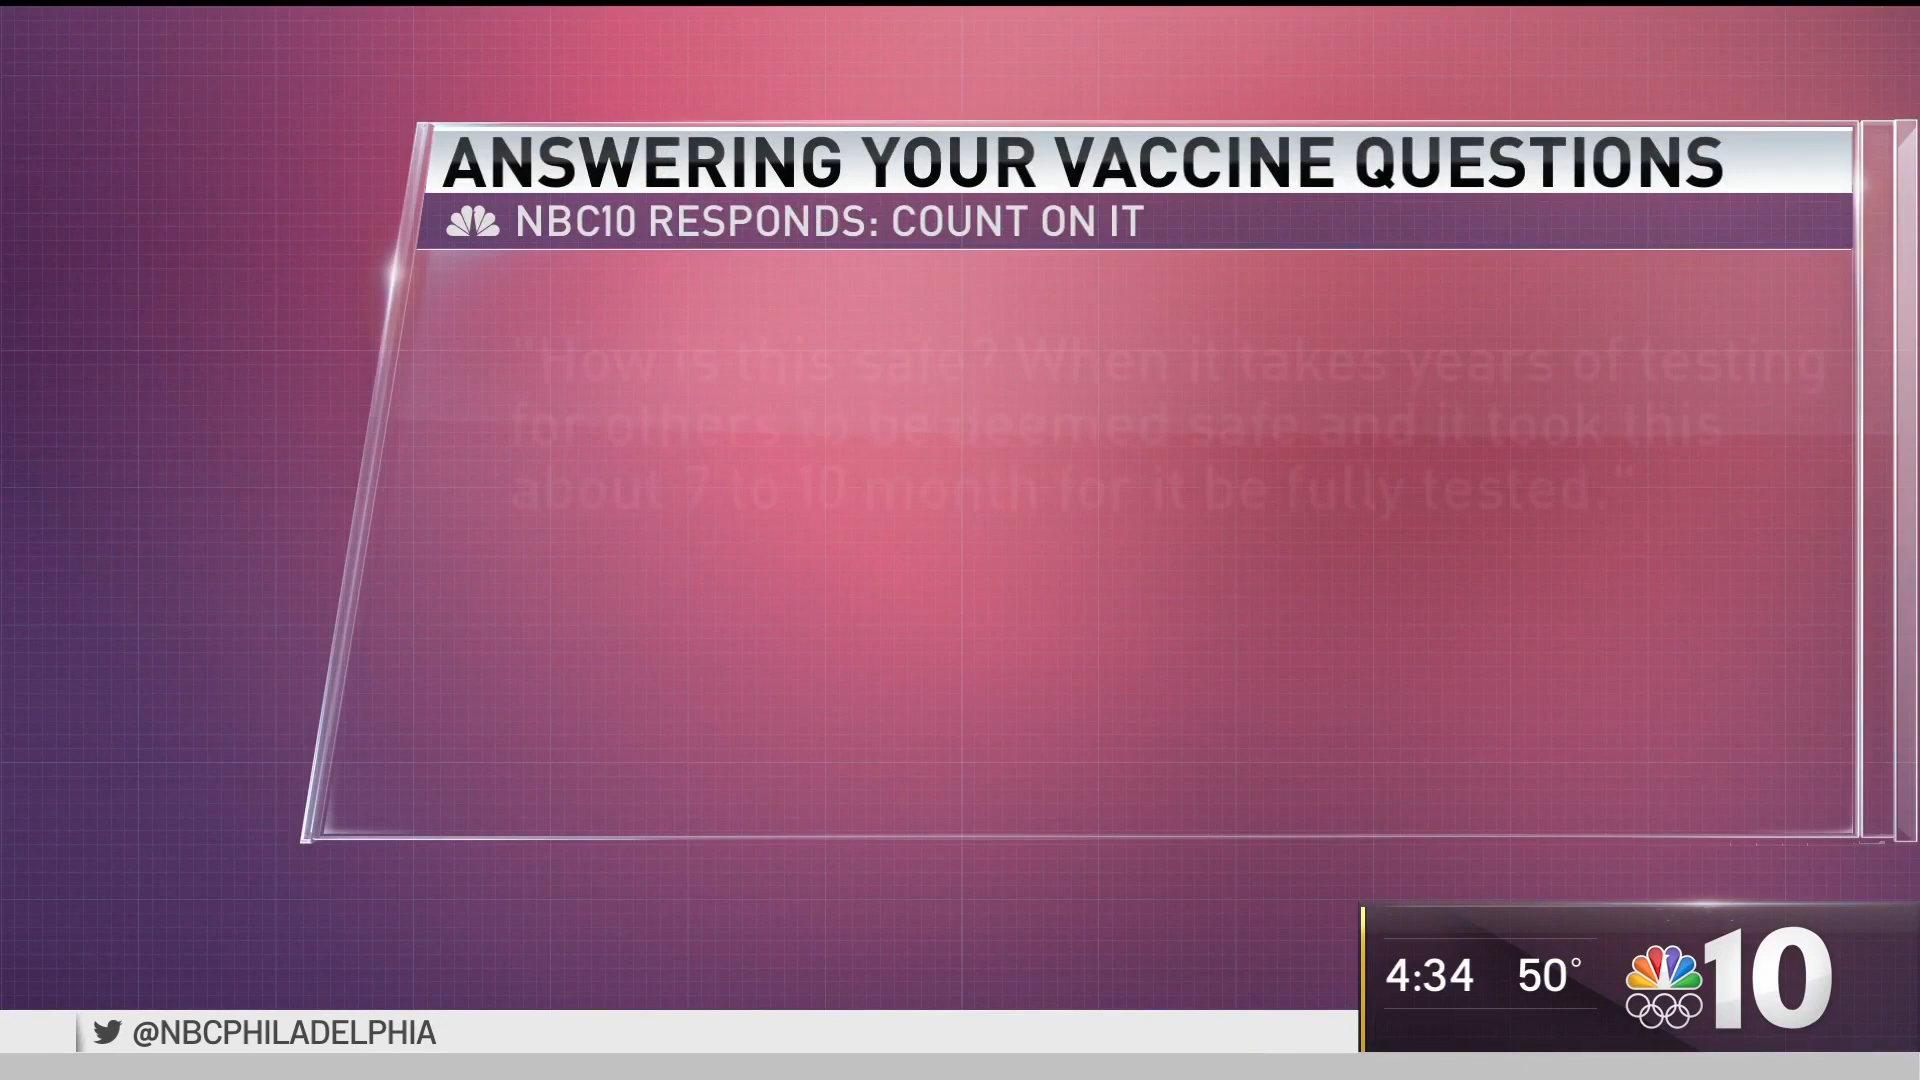 ANSWERING YOUR VACCINE QUESTIONS
NBC10 RESPONDS: COUNT ON IT
"How is this safe? When it takes years of testing
for others to be deemed safe and it took this
about 7 to 10 month for it be fully tested."
4:34 50°
10
@NBCPHILADELPHIA